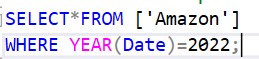 SELECT*FROM ['Amazon']
WHERE YEAR(Date)=2022;